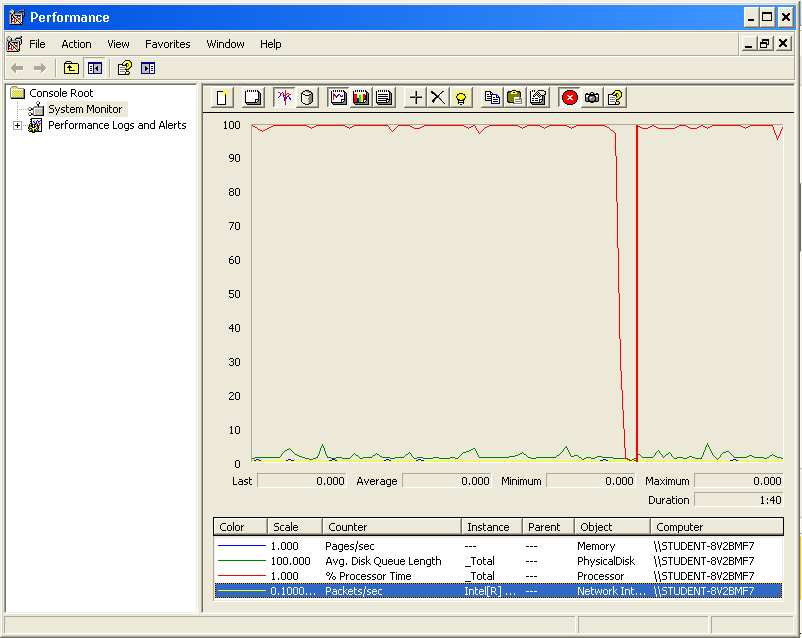 Performance
File Action View Favorites Window Help
Console Root
System Monitor
Performance Logs and Alerts
100
90
80
70
60
50
40
30
20
10
0
Last 0.000 Average 0.000 Minimum 0.000 Maximum 0.000
Duration 1:40
Color Scale Counter Instance Parent Object Computer
1.000 Pages/sec --- --- Memory \\STUDENT-8V2BMF7
100.000 Avg. Disk Queue Length _Total --- PhysicalDisk \\STUDENT-8V2BMF7
1.000 % Processor Time _Total --- Processor \\STUDENT-8V2BMF7
0.1000... Packets/sec Intel[R] ... --- Network Int... \\STUDENT-8V2BMF7